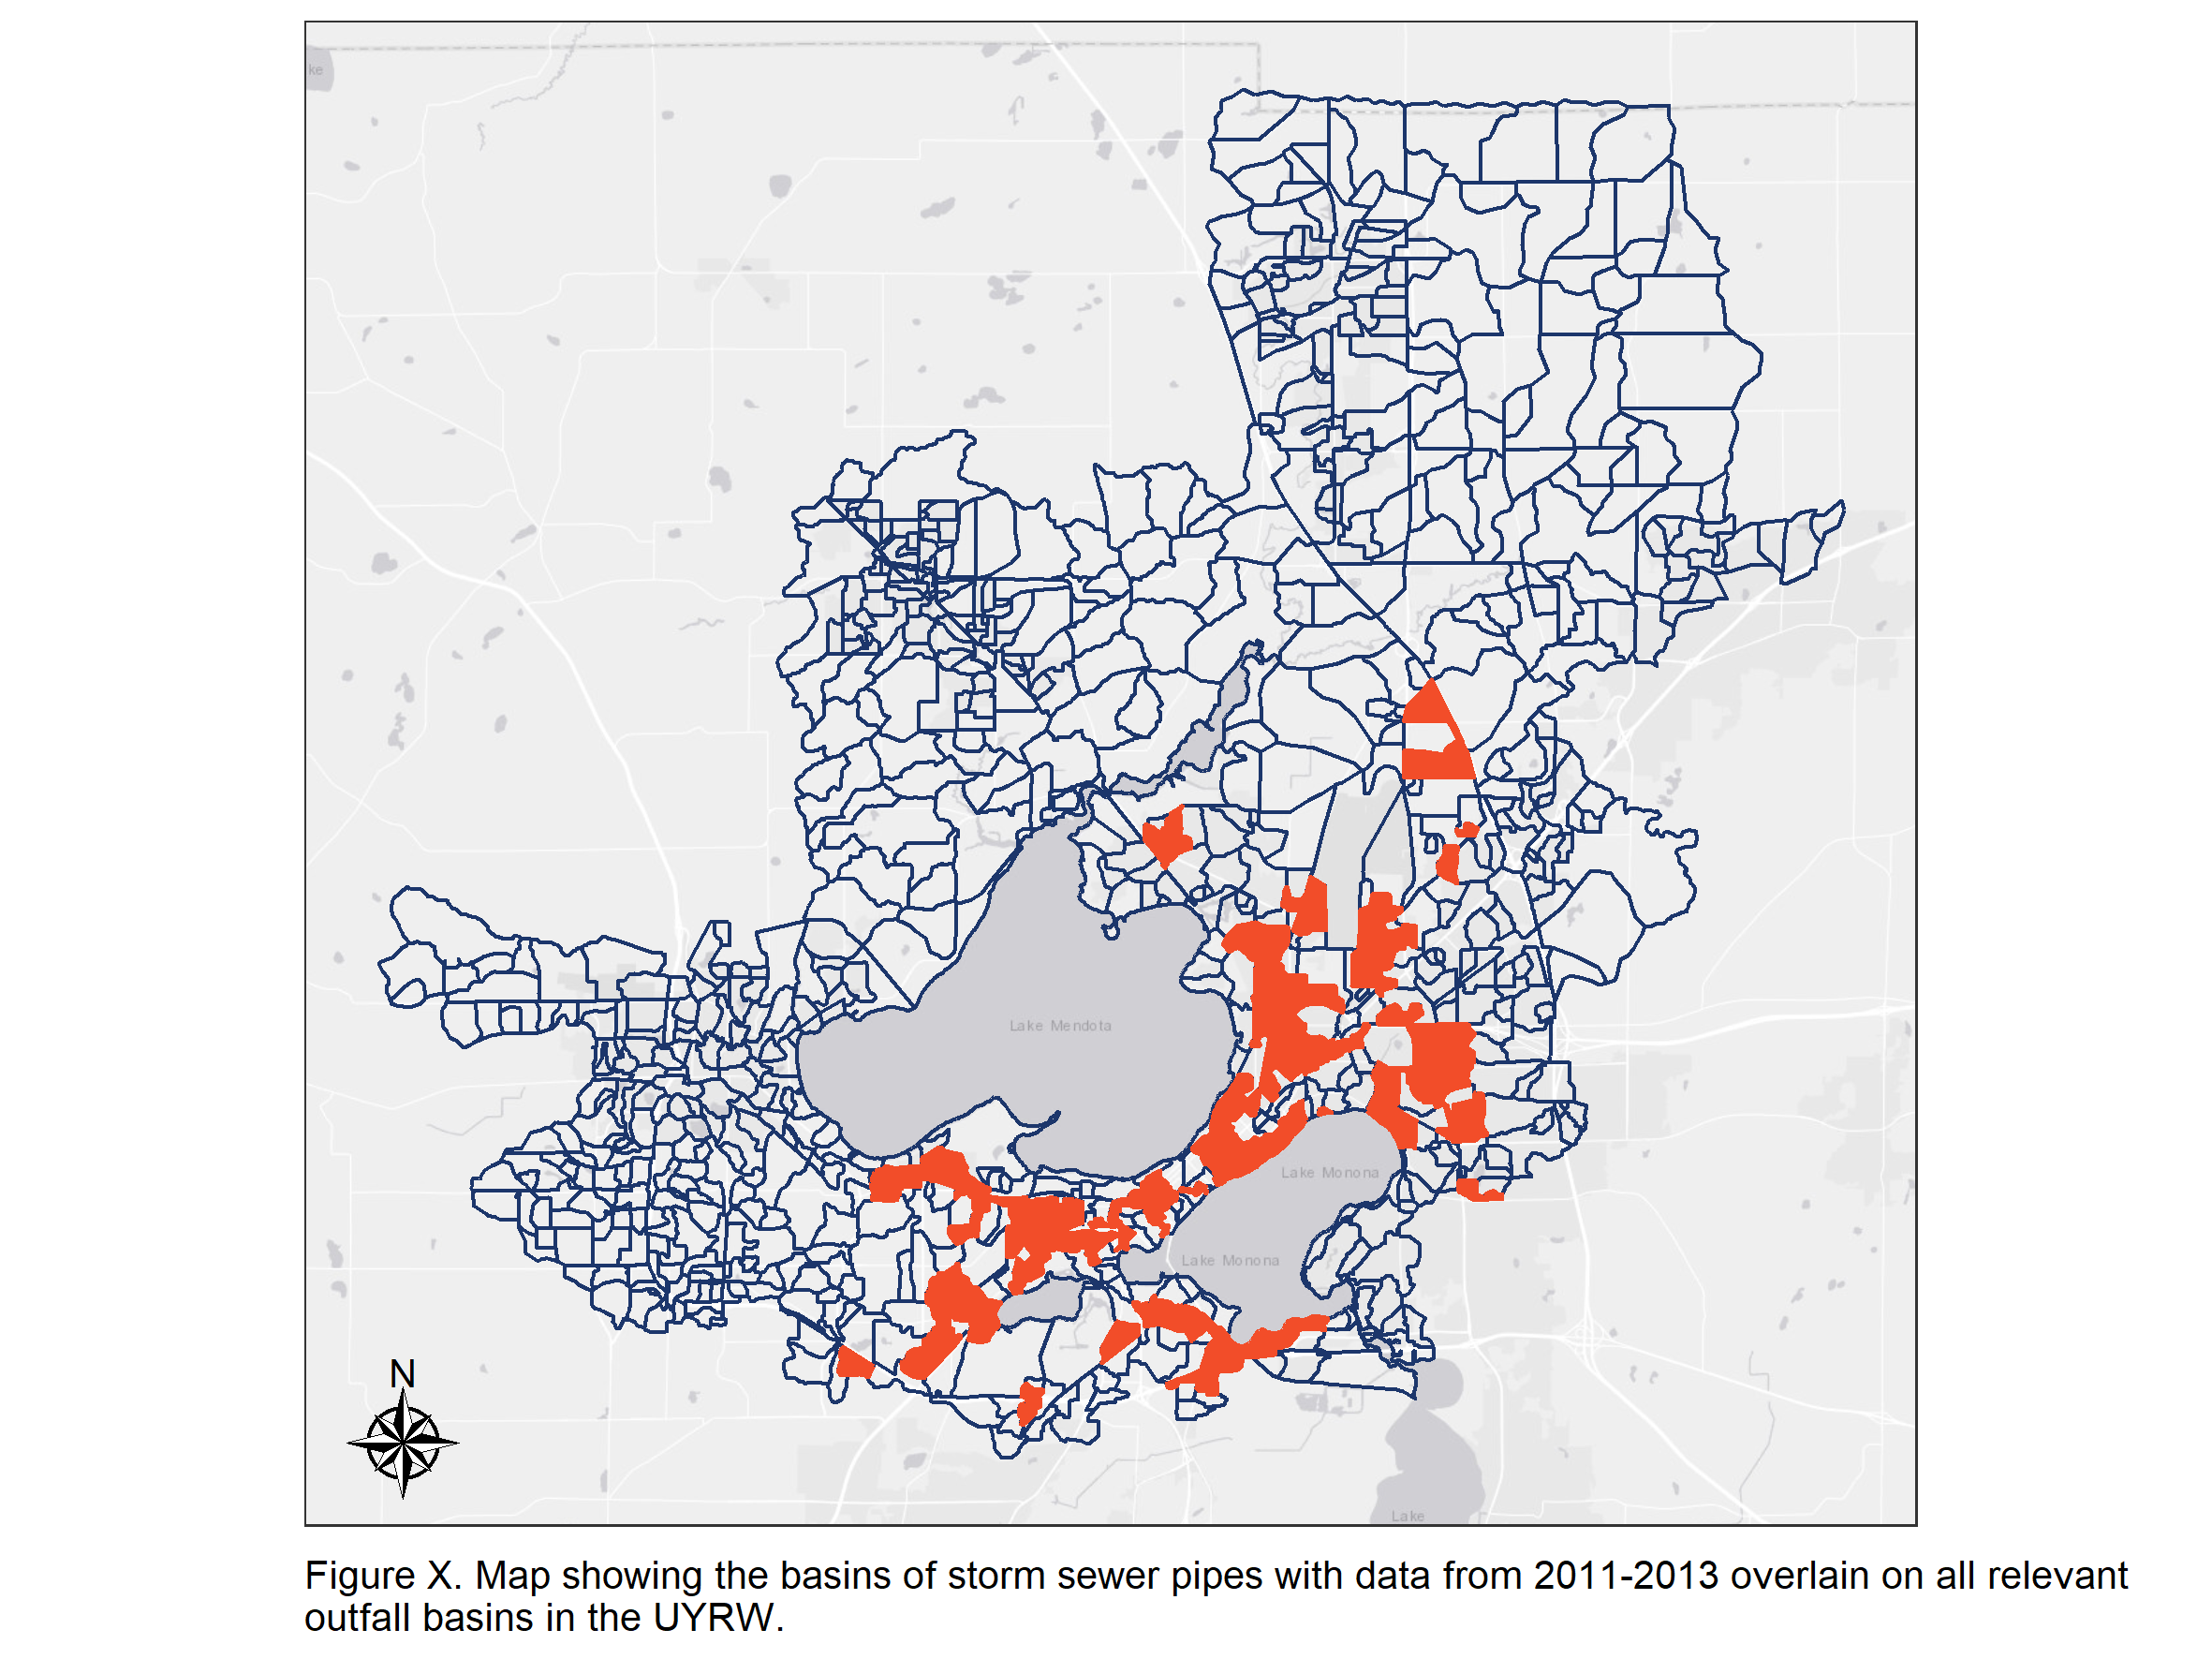 ke
Lake Mendota
Lake Monona
Lake Monona
N
Lake
Figure X. Map showing the basins of storm sewer pipes with data from 2011-2013 overlain on all relevant
outfall basins in the UYRW.